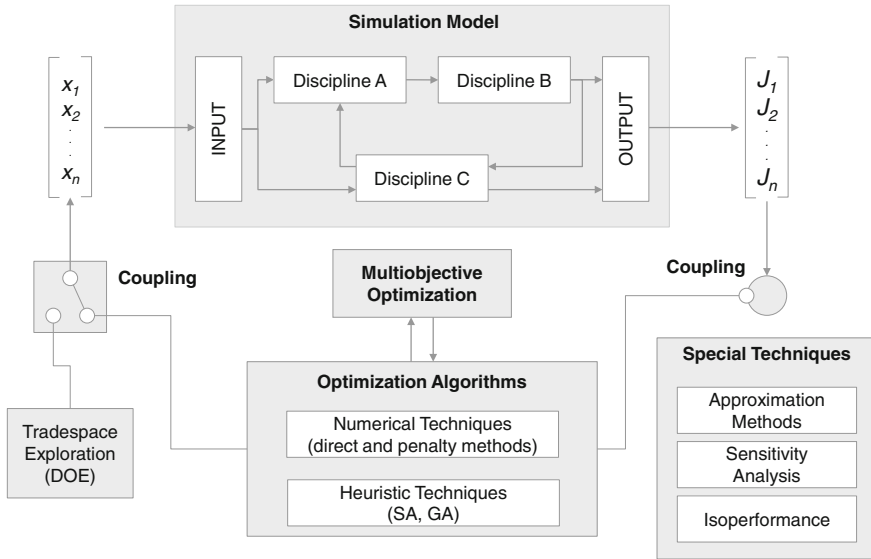 Simulation Model
x1
x2
.
.
.
xn
INPUT
Discipline A
Discipline B
Discipline C
OUTPUT
J1
J2
.
.
.
Jn
Coupling
Multiobjective
Optimization
Coupling
Tradespace
Exploration
(DOE)
Optimization Algorithms
Numerical Techniques
(direct and penalty methods)
Heuristic Techniques
(SA, GA)
Special Techniques
Approximation
Methods
Sensitivity
Analysis
Isoperformance